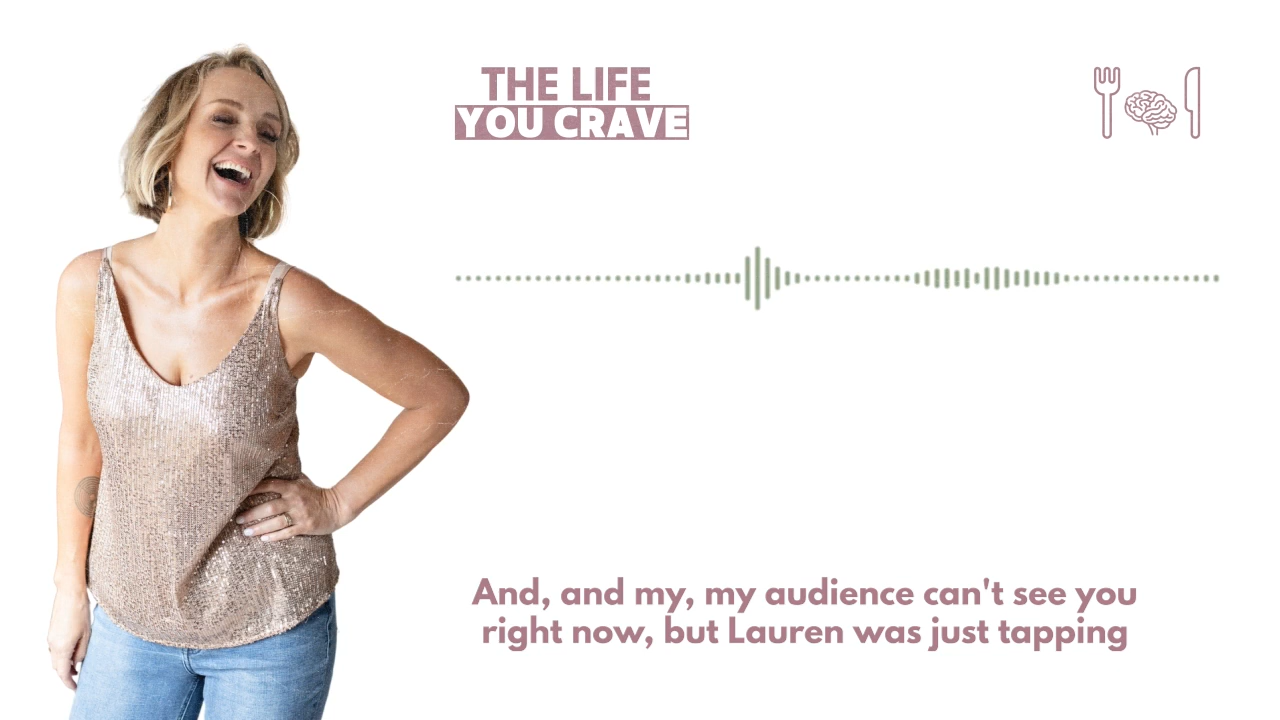 THE LIFE
YOU CRAVE
And, and my, my audience can't see you
right now, but Lauren was just tapping